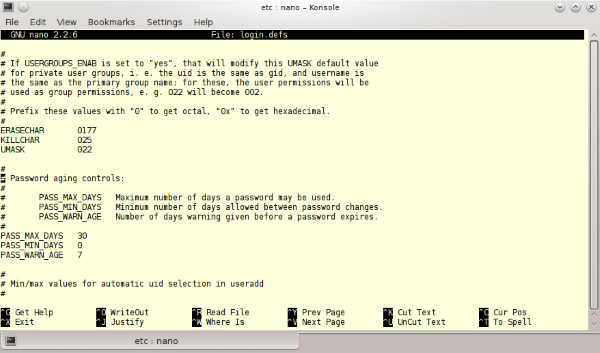 etc : nano – Konsole
File Edit View Bookmarks Settings Help
GNU nano 2.2.6 File: login.defs
#
# If USERGROUPS_ENAB is set to "yes", that will modify this UMASK default value
# for private user groups, i. e. the uid is the same as gid, and username is
# the same as the primary group name: for these, the user permissions will be
# used as group permissions, e. g. 022 will become 002.
#
# Prefix these values with "0" to get octal, "0x" to get hexadecimal.
#
ERASECHAR 0177
KILLCHAR 025
UMASK 022
#
# Password aging controls:
#
# PASS_MAX_DAYS Maximum number of days a password may be used.
# PASS_MIN_DAYS Minimum number of days allowed between password changes.
# PASS_WARN_AGE Number of days warning given before a password expires.
#
PASS_MAX_DAYS 30
PASS_MIN_DAYS 0
PASS_WARN_AGE 7
#
# Min/max values for automatic uid selection in useradd
#
^G Get Help ^O WriteOut ^R Read File ^Y Prev Page ^K Cut Text ^C Cur Pos
^X Exit ^J Justify ^W Where Is ^V Next Page ^U UnCut Text ^T To Spell
etc : nano